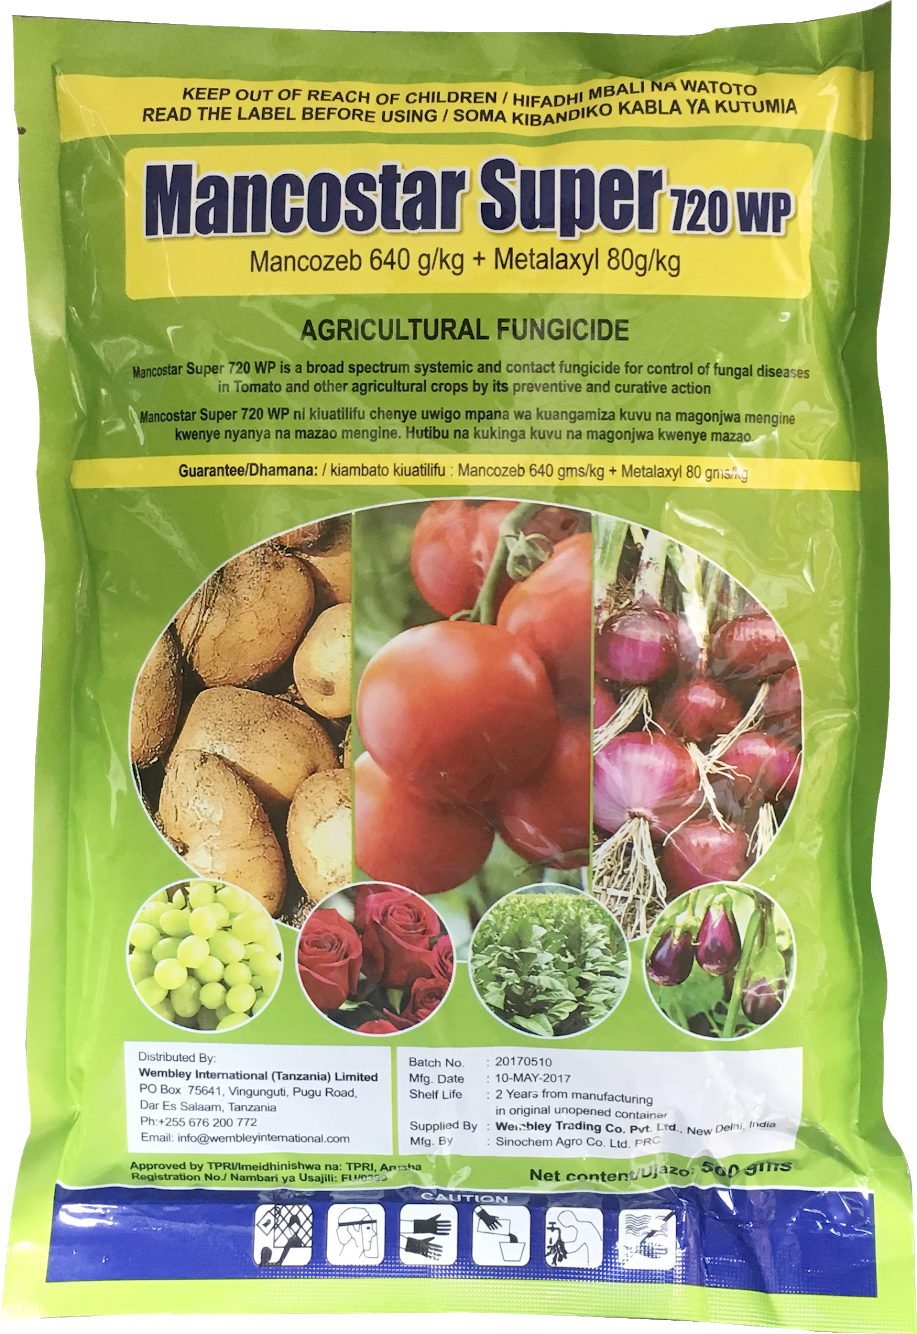 KEEP OUT OF REACH OF CHILDREN / HIFADHI MBALI NA WATOTO
READ THE LABEL BEFORE USING / SOMA KIBANDIKO KABLA YA KUTUMIA
Mancostar Super 720 WP
Mancozeb 640 g/kg + Metalaxyl 80g/kg
AGRICULTURAL FUNGICIDE
Mancostar Super 720 WP is a broad spectrum systemic and contact fungicide for control of fungal diseases
in Tomato and other agricultural crops by its preventive and curative action
Mancostar Super 720 WP ni kiuatilifu chenye uwigo mpana wa kuangamiza kuvu na magonjwa mengine
kwenye nyanya na mazao mengine. Hutibu na kukinga kuvu na magonjwa kwenye mazao.
Guarantee/Dhamana: / kiambato kiuatilifu : Mancozeb 640 gms/kg + Metalaxyl 80 gms/kg
Distributed By:
Wembley International (Tanzania) Limited
PO Box 75641, Vingunguti, Pugu Road,
Dar Es Salaam, Tanzania
Ph:+255 676 200 772
Email: info@wembleyinternational.com
Batch No. : 20170510
Mfg. Date : 10-MAY-2017
Shelf Life : 2 Years from manufacturing
in original unopened container
Supplied By : Wembley Trading Co. Pvt. Ltd., New Delhi, India
Mfg. By : Sinochem Agro Co. Ltd. PRC
Approved by TPRI/Imeidhinishwa na: TPRI, Arusha
Registration No./ Nambari ya Usajili:
Net content/Ujazo: 500 gms
CAUTION